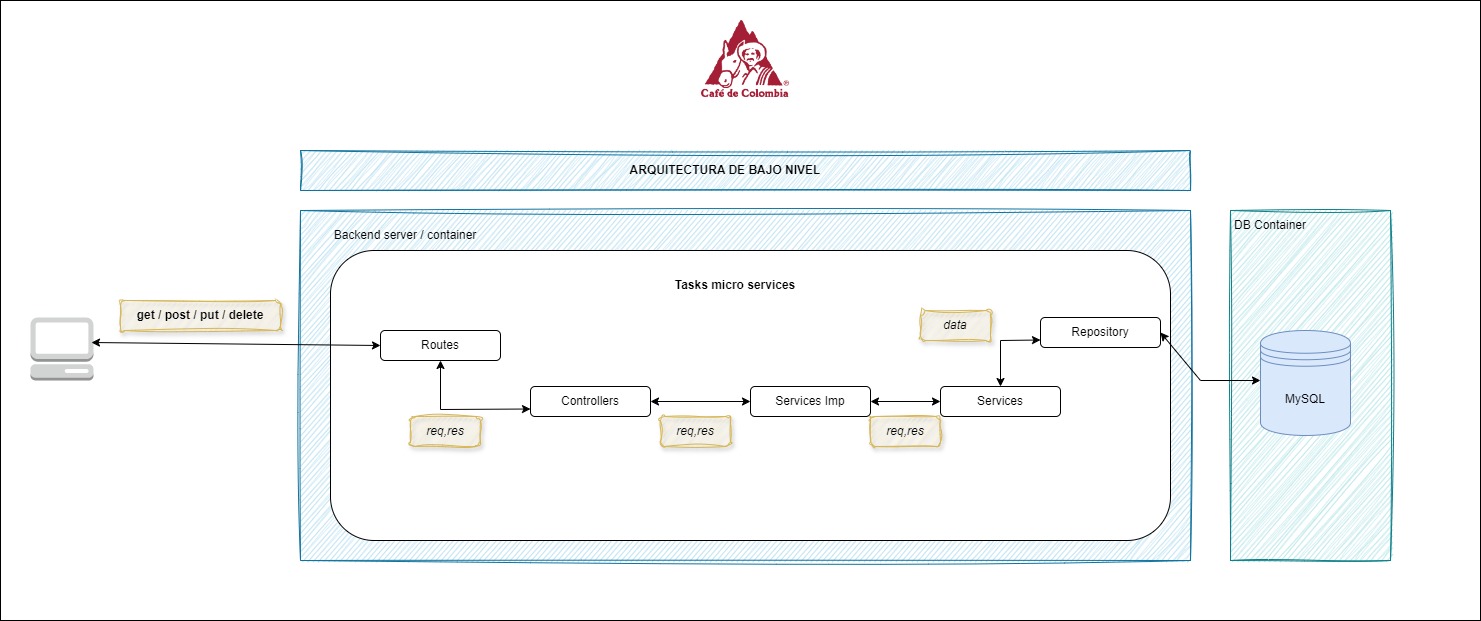 ®
Café de Colombia
ARQUITECTURA DE BAJO NIVEL
Backend server / container
DB Container
Tasks micro services
get / post / put / delete
data
Repository
Routes
Controllers
Services Imp
Services
MySQL
req,res
req,res
req,res